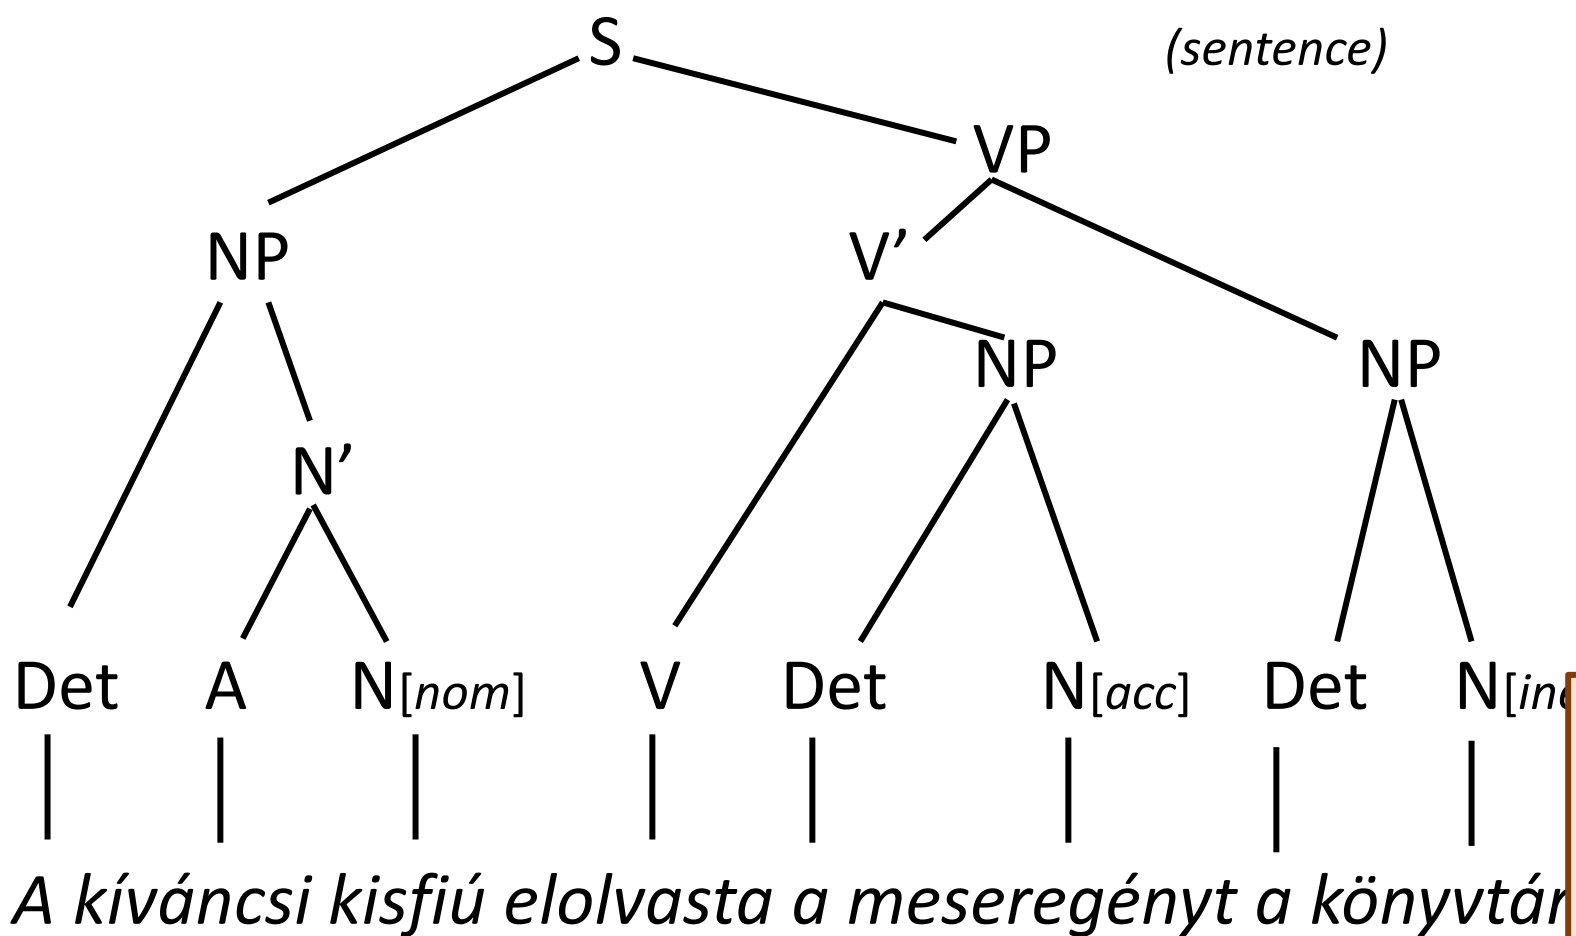 S (sentence)
VP
NP V’
NP NP
N’
Det A N[nom] V Det N[acc] Det N[in
A kíváncsi kisfiú elolvasta a meseregényt a könyvtár